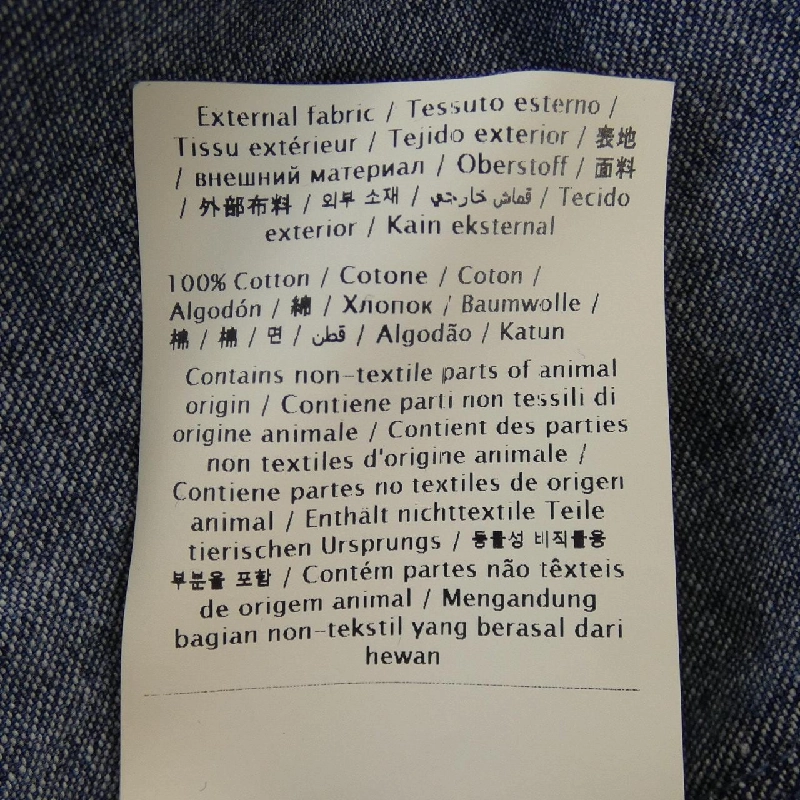 External fabric / Tessuto esterno /
Tissu extérieur / Tejido exterior / 表地
/ внешний материал / Oberstoff / 面料
/ 外部布料 / 외부 소재 / قماش خارجي / Tecido
exterior / Kain eksternal
100% Cotton / Cotone / Coton /
Algodón / 綿 / Хлопок / Baumwolle /
棉 / 棉 / 면 / قطن / Algodão / Katun
Contains non-textile parts of animal
origin / Contiene parti non tessili di
origine animale / Contient des parties
non textiles d'origine animale /
Contiene partes no textiles de origen
animal / Enthält nichttextile Teile
tierischen Ursprungs / 동물성 비직물용
부분을 포함 / Contém partes não têxteis
de origem animal / Mengandung
bagian non-tekstil yang berasal dari
hewan